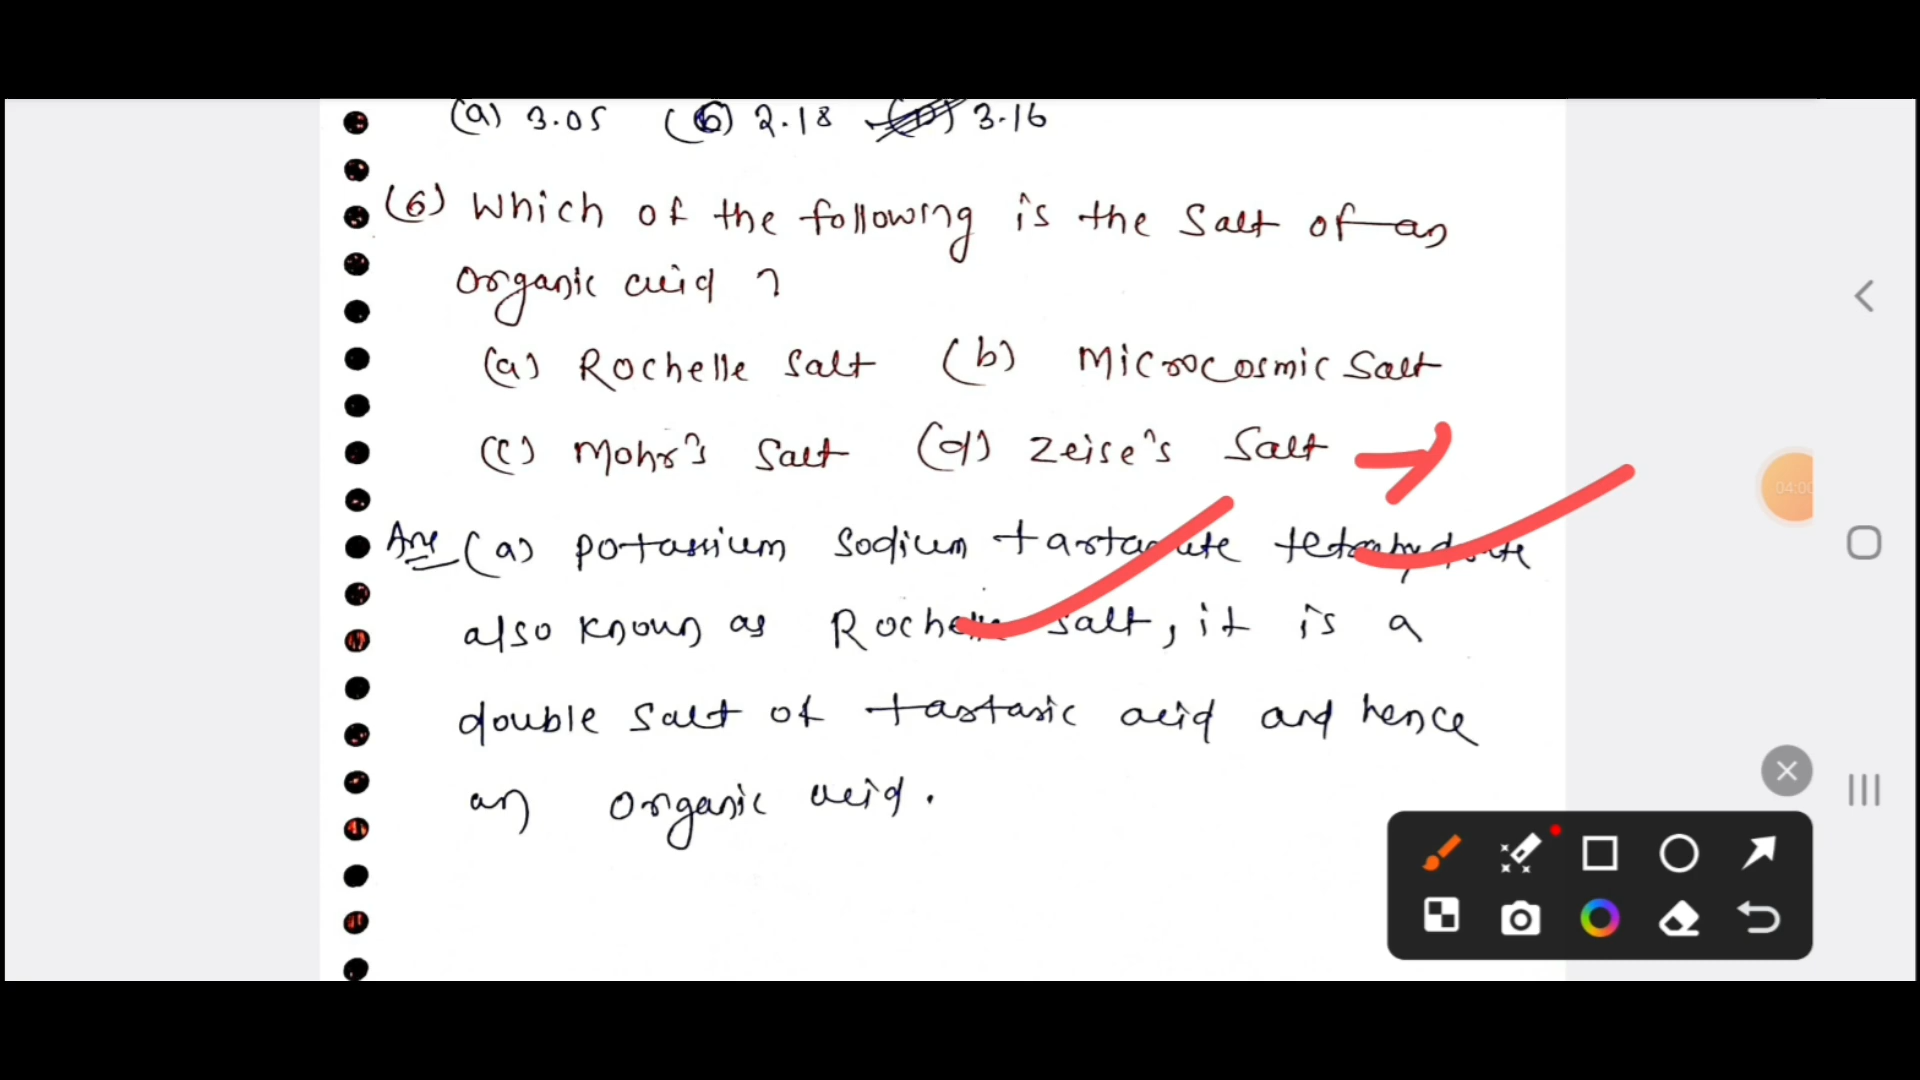 (a) 3.05 (b) 2.18 3.16
(6) Which of the following is the salt of an
organic acid ?
(a) Rochelle salt (b) Microcosmic salt
(c) Mohr's salt (d) Zeise's salt
Ans (a) potassium sodium tartarate tetrahydrate
also known as Rochelle salt, it is a
double salt of tartaric acid and hence
an organic acid.
04:00